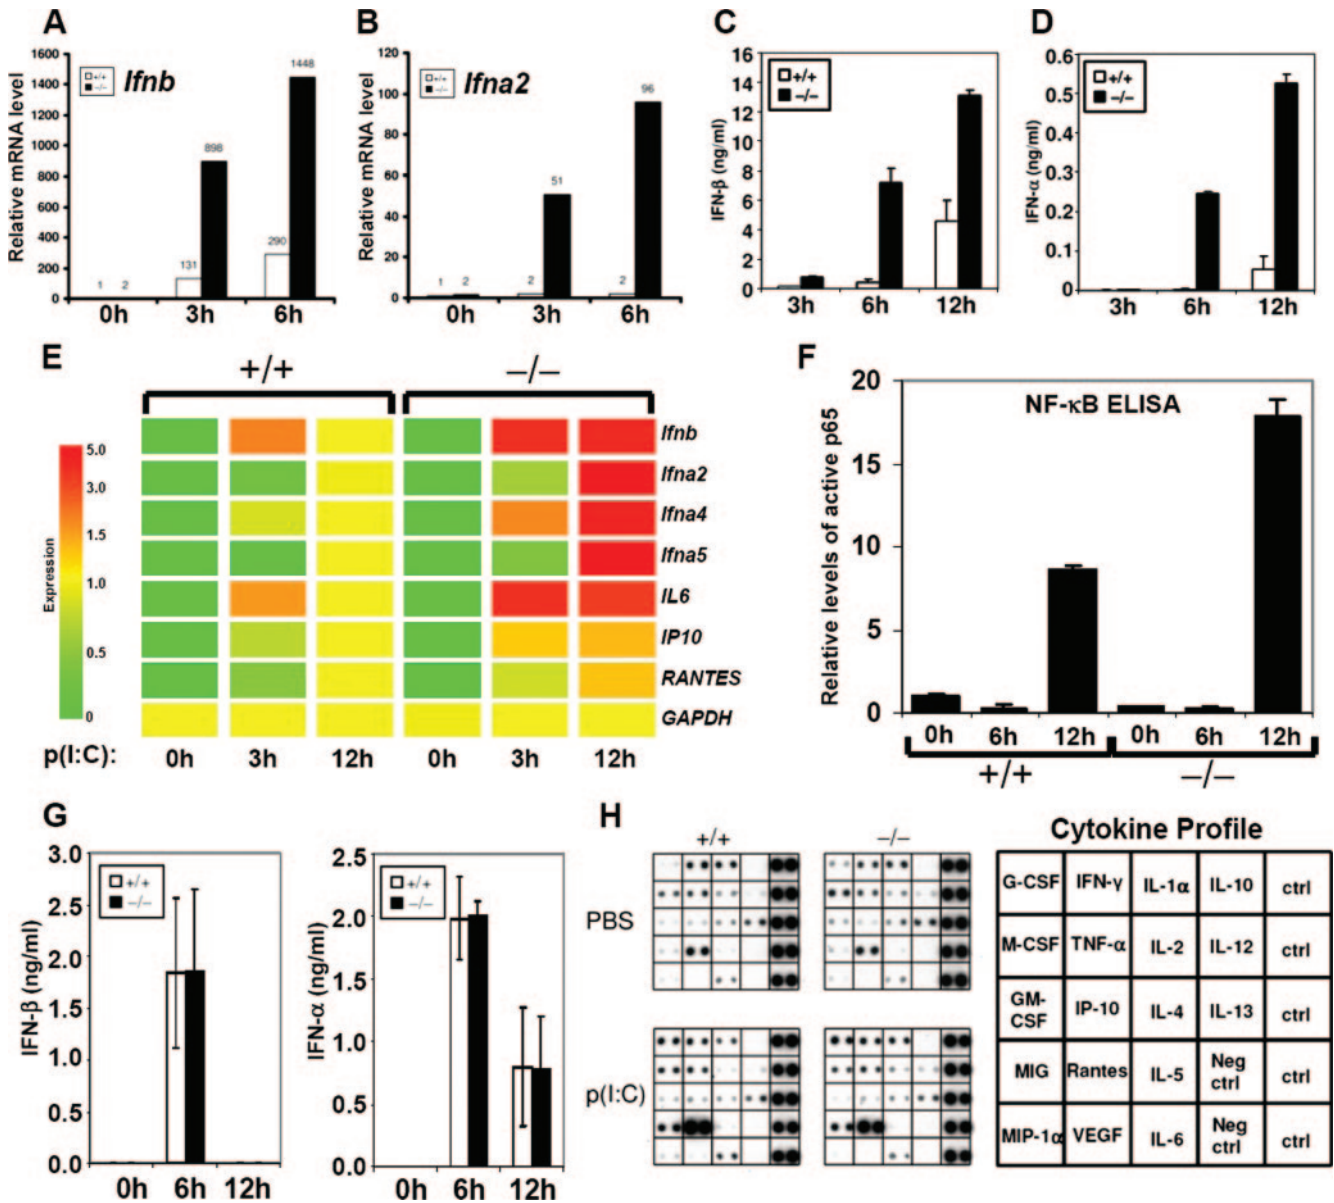 A
Relative mRNA level
1600
1400
1200
1000
800
600
400
200
0
+/+
−/−
Ifnb
1
2
131
898
290
1448
0h
3h
6h
B
Relative mRNA level
120
100
80
60
40
20
0
+/+
−/−
Ifna2
1
2
2
51
2
96
0h
3h
6h
C
IFN-β (ng/ml)
16
14
12
10
8
6
4
2
0
+/+
−/−
3h
6h
12h
D
IFN-α (ng/ml)
0.6
0.5
0.4
0.3
0.2
0.1
0
+/+
−/−
3h
6h
12h
E
+/+
−/−
Expression
5.0
3.0
1.5
1.0
0.5
0
Ifnb
Ifna2
Ifna4
Ifna5
IL6
IP10
RANTES
GAPDH
p(I:C): 0h 3h 12h 0h 3h 12h
F
NF-κB ELISA
Relative levels of active p65
20
15
10
5
0
0h 6h 12h 0h 6h 12h
+/+
−/−
G
IFN-β (ng/ml)
3.0
2.5
2.0
1.5
1.0
0.5
0.0
+/+
−/−
0h 6h 12h
IFN-α (ng/ml)
2.5
2.0
1.5
1.0
0.5
0.0
+/+
−/−
0h 6h 12h
H
+/+
−/−
PBS
p(I:C)
Cytokine Profile
G-CSF IFN-γ IL-1α IL-10 ctrl
M-CSF TNF-α IL-2 IL-12 ctrl
GM-
CSF IP-10 IL-4 IL-13 ctrl
MIG Rantes IL-5 Neg
ctrl ctrl
MIP-1α VEGF IL-6 Neg
ctrl ctrl